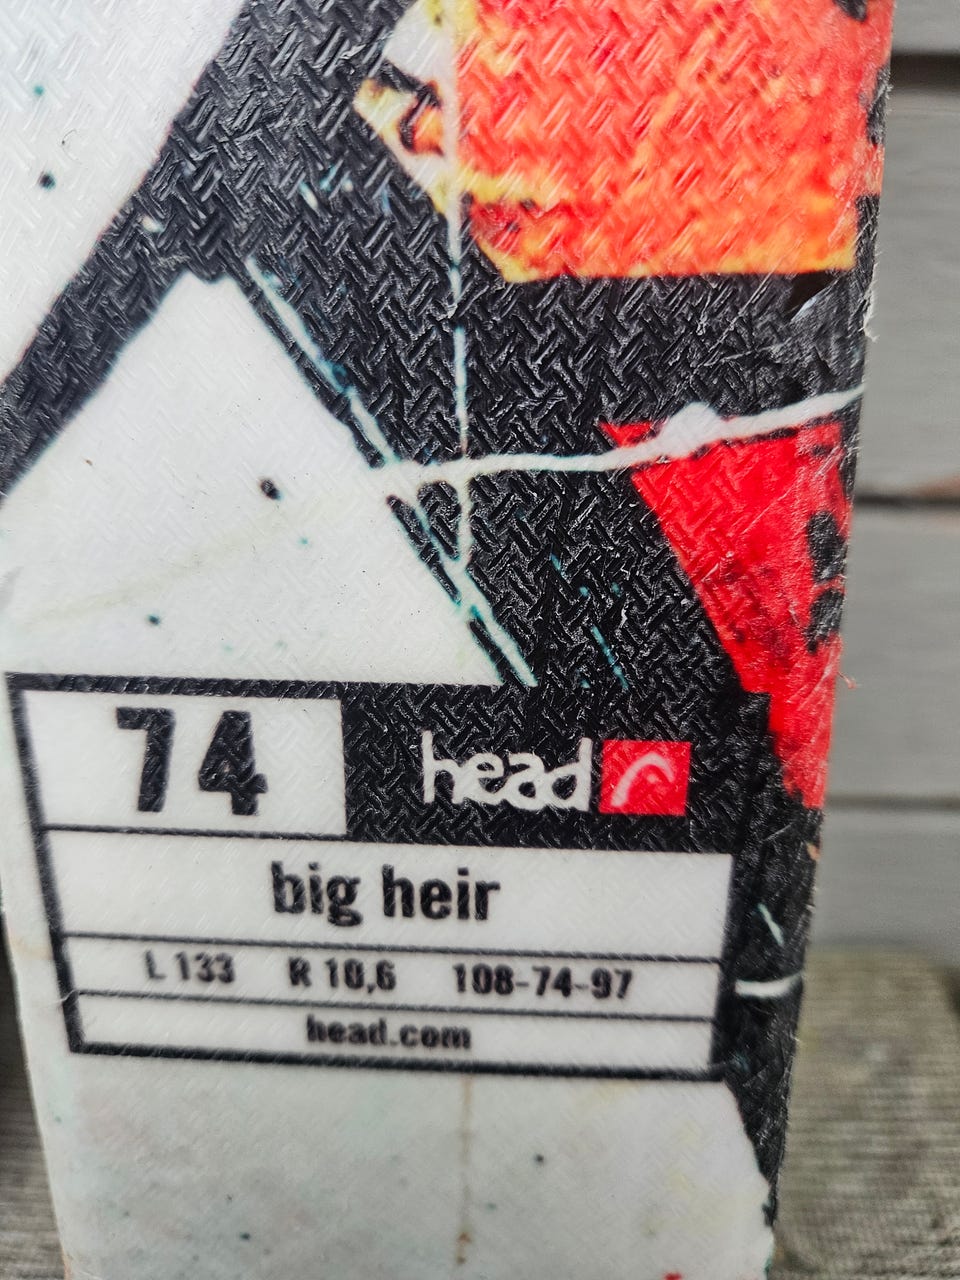 74 head
big heir
L 133 R 10,6 108-74-97
head.com